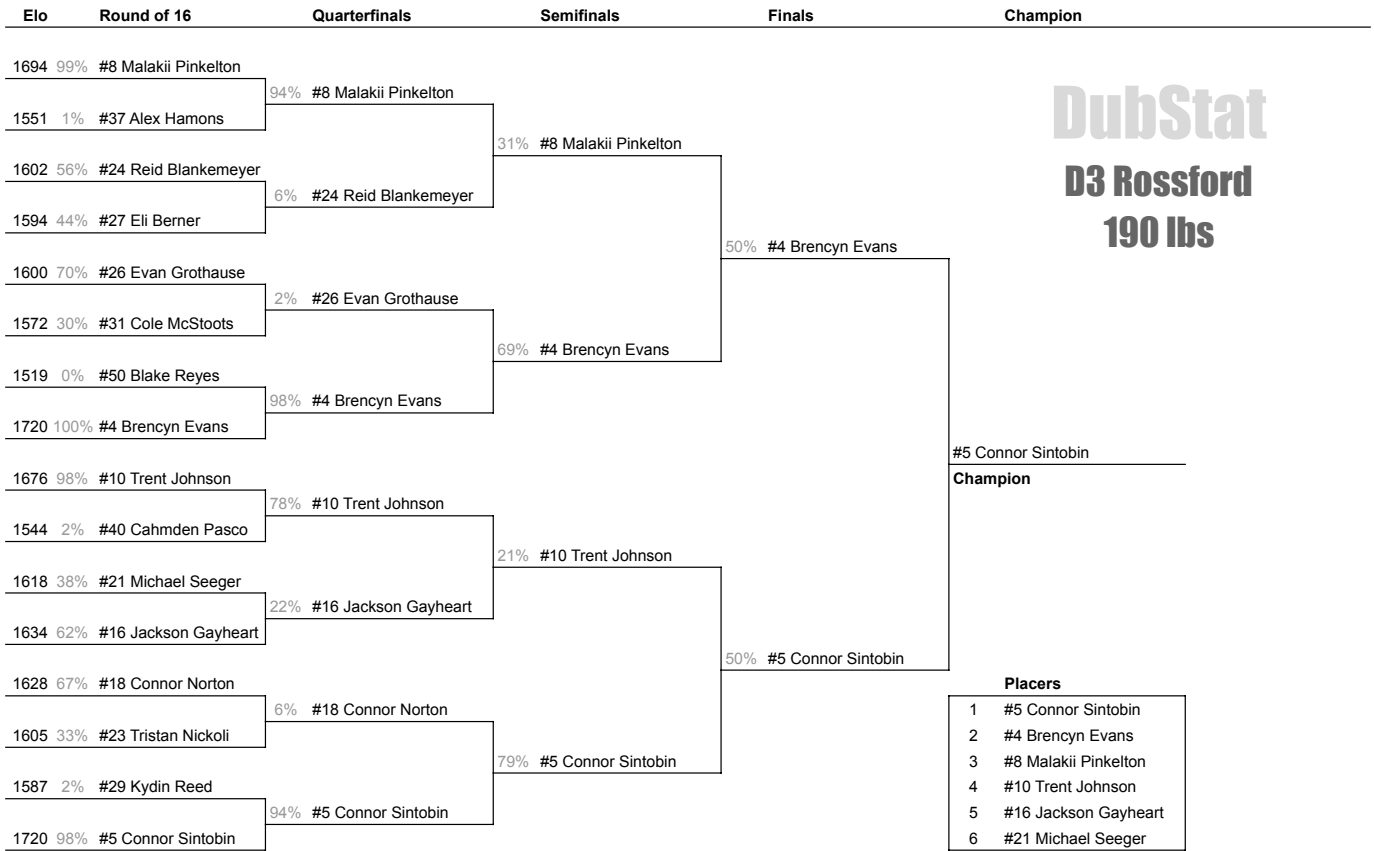 Elo Round of 16 Quarterfinals Semifinals Finals Champion
DubStat
D3 Rossford
190 lbs
1694 99% #8 Malakii Pinkelton
94% #8 Malakii Pinkelton
1551 1% #37 Alex Hamons
31% #8 Malakii Pinkelton
1602 56% #24 Reid Blankemeyer
6% #24 Reid Blankemeyer
1594 44% #27 Eli Berner
50% #4 Brencyn Evans
1600 70% #26 Evan Grothause
2% #26 Evan Grothause
1572 30% #31 Cole McStoots
69% #4 Brencyn Evans
1519 0% #50 Blake Reyes
98% #4 Brencyn Evans
1720 100% #4 Brencyn Evans
#5 Connor Sintobin
Champion
1676 98% #10 Trent Johnson
78% #10 Trent Johnson
1544 2% #40 Cahmden Pasco
21% #10 Trent Johnson
1618 38% #21 Michael Seeger
22% #16 Jackson Gayheart
1634 62% #16 Jackson Gayheart
50% #5 Connor Sintobin
1628 67% #18 Connor Norton
6% #18 Connor Norton
1605 33% #23 Tristan Nickoli
79% #5 Connor Sintobin
1587 2% #29 Kydin Reed
94% #5 Connor Sintobin
1720 98% #5 Connor Sintobin
Placers
1 #5 Connor Sintobin
2 #4 Brencyn Evans
3 #8 Malakii Pinkelton
4 #10 Trent Johnson
5 #16 Jackson Gayheart
6 #21 Michael Seeger